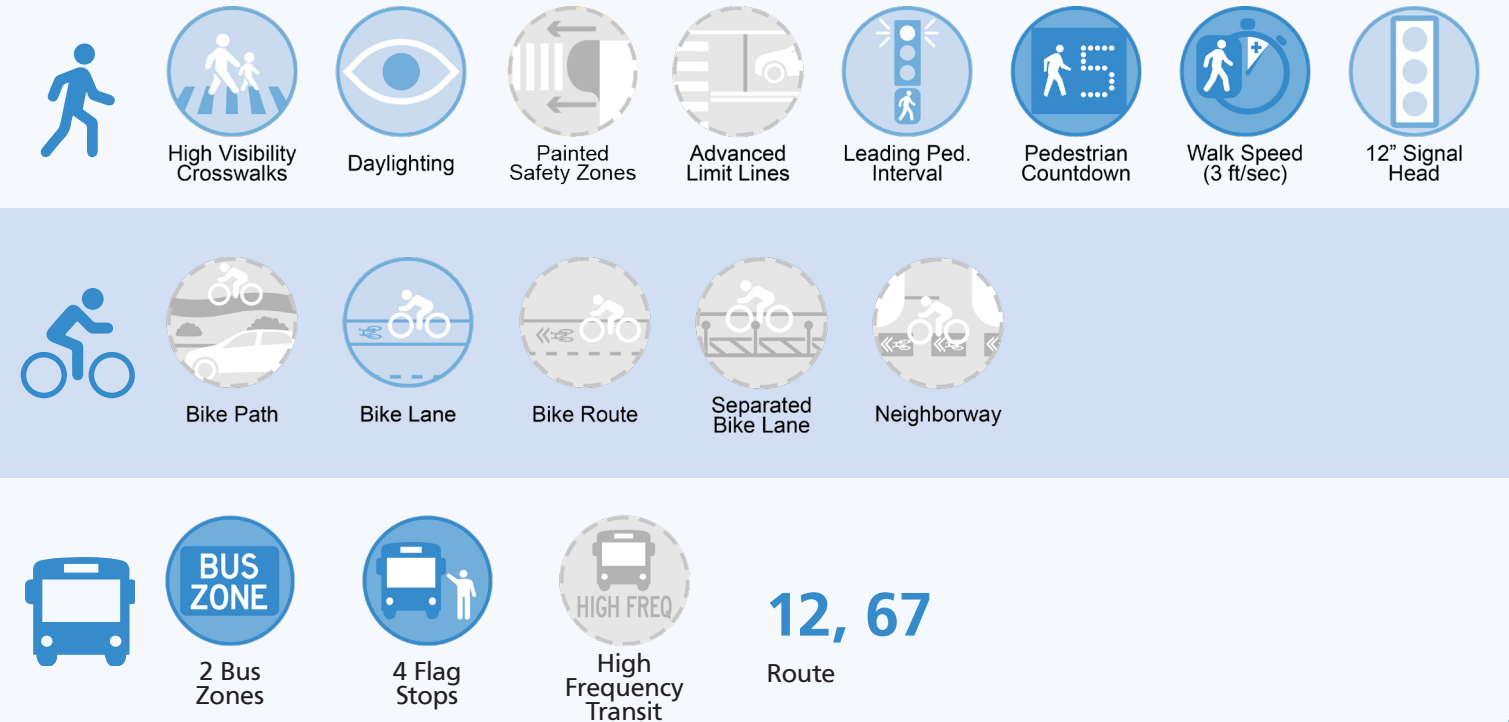 5
High Visibility
Crosswalks
Daylighting
Painted
Safety Zones
Advanced
Limit Lines
Leading Ped.
Interval
Pedestrian
Countdown
Walk Speed
(3 ft/sec)
12” Signal
Head
Bike Path
Bike Lane
Bike Route
Separated
Bike Lane
Neighborway
BUS
ZONE
2 Bus
Zones
4 Flag
Stops
HIGH FREQ
High
Frequency
Transit
12, 67
Route